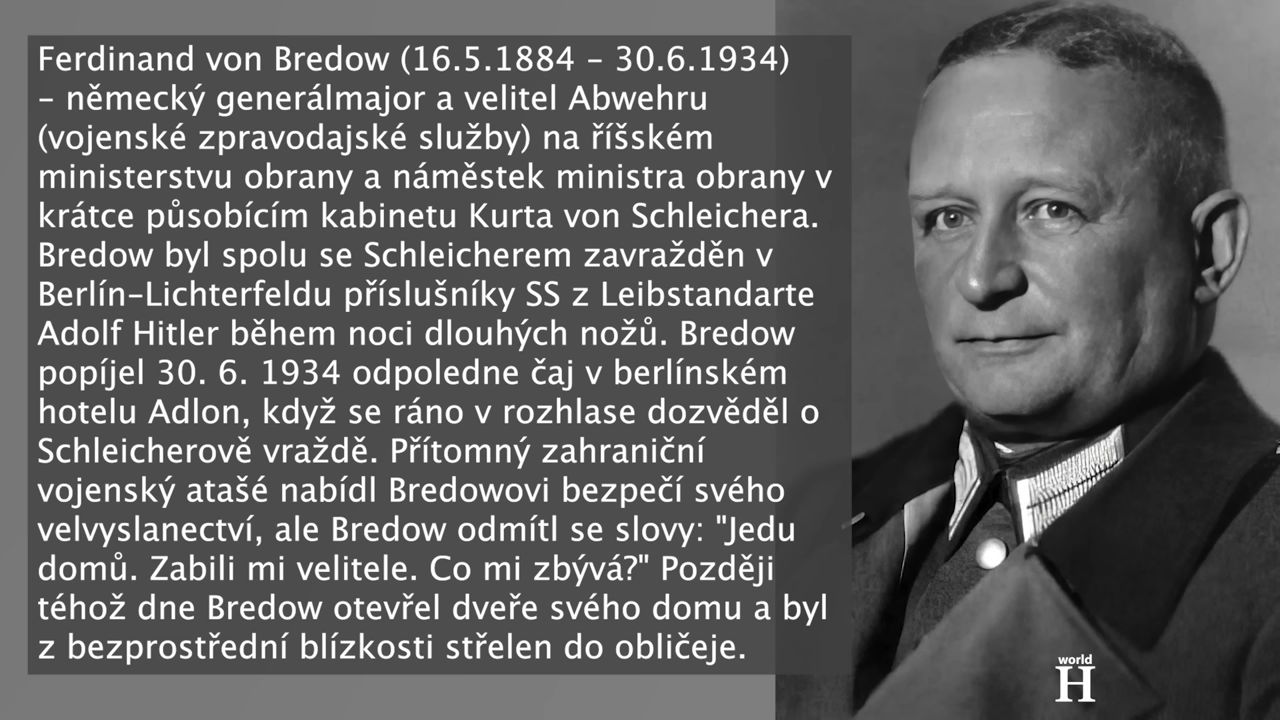 Ferdinand von Bredow (16.5.1884 – 30.6.1934)
– německý generálmajor a velitel Abwehru
(vojenské zpravodajské služby) na říšském
ministerstvu obrany a náměstek ministra obrany v
krátce působícím kabinetu Kurta von Schleichera.
Bredow byl spolu se Schleicherem zavražděn v
Berlín–Lichterfeldu příslušníky SS z Leibstandarte
Adolf Hitler během noci dlouhých nožů. Bredow
popíjel 30. 6. 1934 odpoledne čaj v berlínském
hotelu Adlon, když se ráno v rozhlase dozvěděl o
Schleicherově vraždě. Přítomný zahraniční
vojenský atašé nabídl Bredowovi bezpečí svého
velvyslanectví, ale Bredow odmítl se slovy: "Jedu
domů. Zabili mi velitele. Co mi zbývá?" Později
téhož dne Bredow otevřel dveře svého domu a byl
z bezprostřední blízkosti střelen do obličeje.
world
H